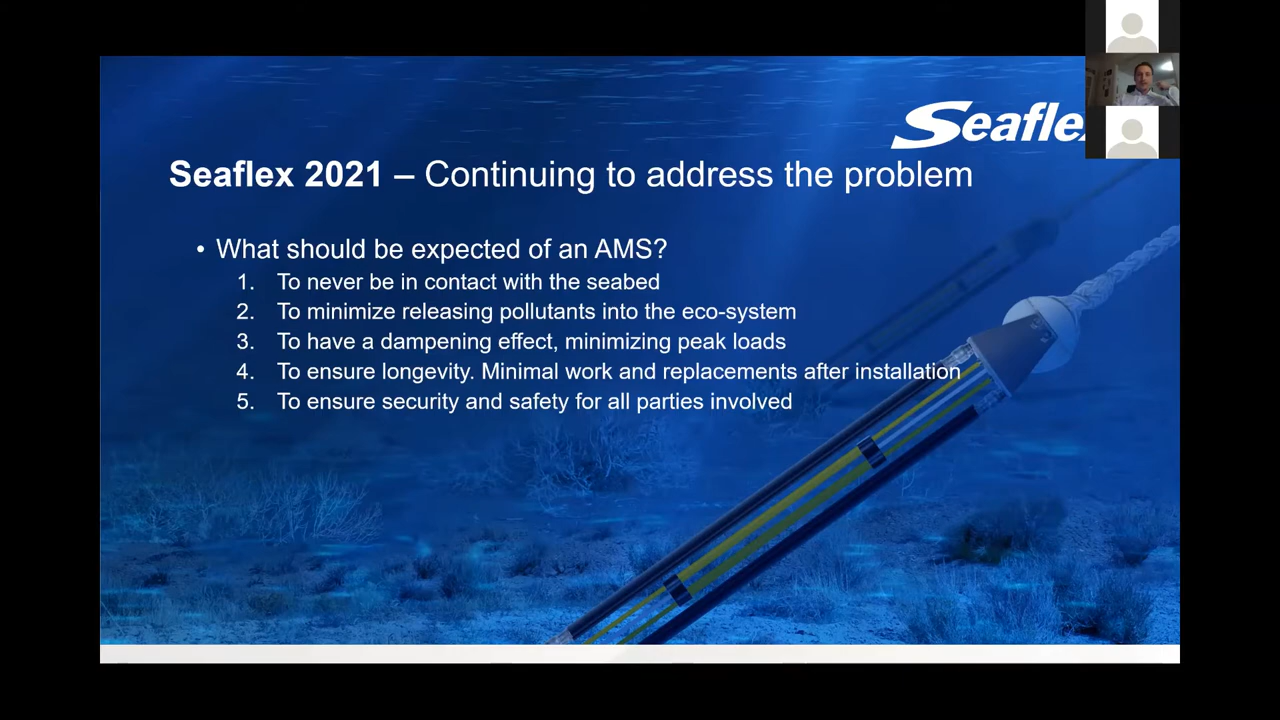 Seafle
Seaflex 2021 – Continuing to address the problem
• What should be expected of an AMS?
1. To never be in contact with the seabed
2. To minimize releasing pollutants into the eco-system
3. To have a dampening effect, minimizing peak loads
4. To ensure longevity. Minimal work and replacements after installation
5. To ensure security and safety for all parties involved